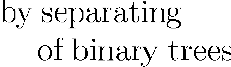 by separating
of binary trees